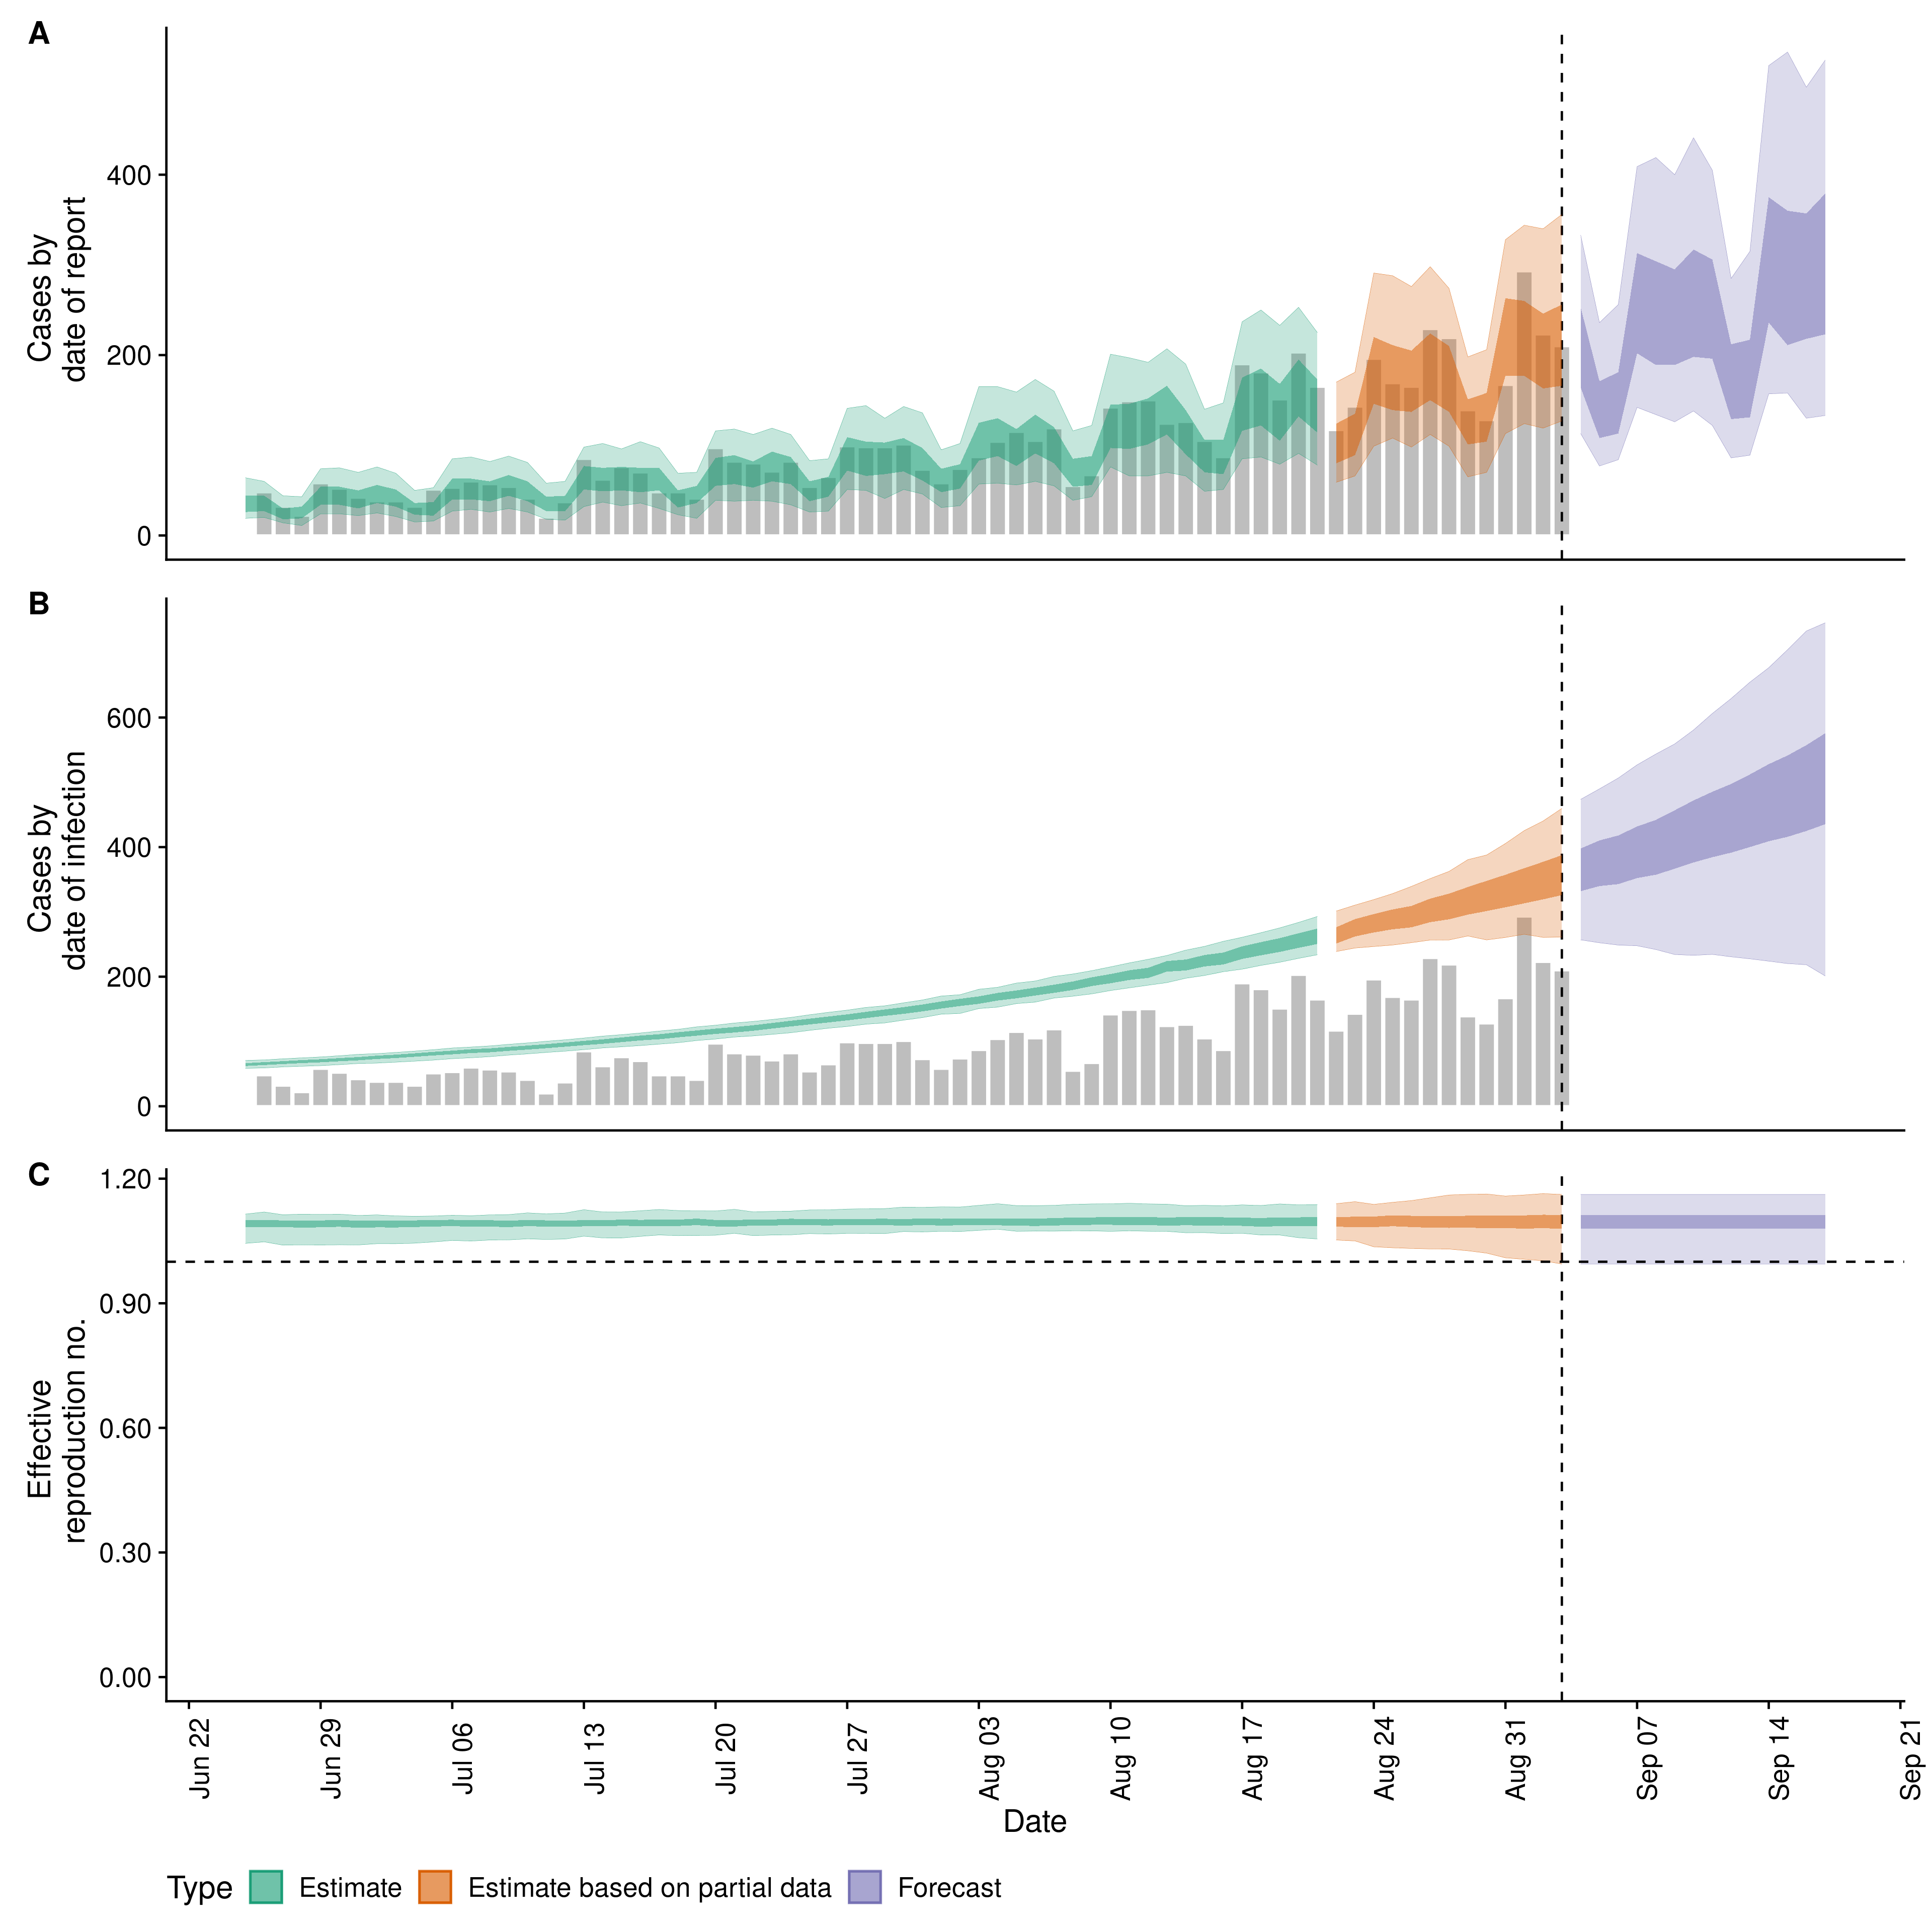 A
Cases by
date of report
400
200
0
B
Cases by
date of infection
600
400
200
0
C
Effective
reproduction no.
1.20
0.90
0.60
0.30
0.00
Jun 22
Jun 29
Jul 06
Jul 13
Jul 20
Jul 27
Aug 03
Aug 10
Aug 17
Aug 24
Aug 31
Sep 07
Sep 14
Sep 21
Date
Type Estimate Estimate based on partial data Forecast